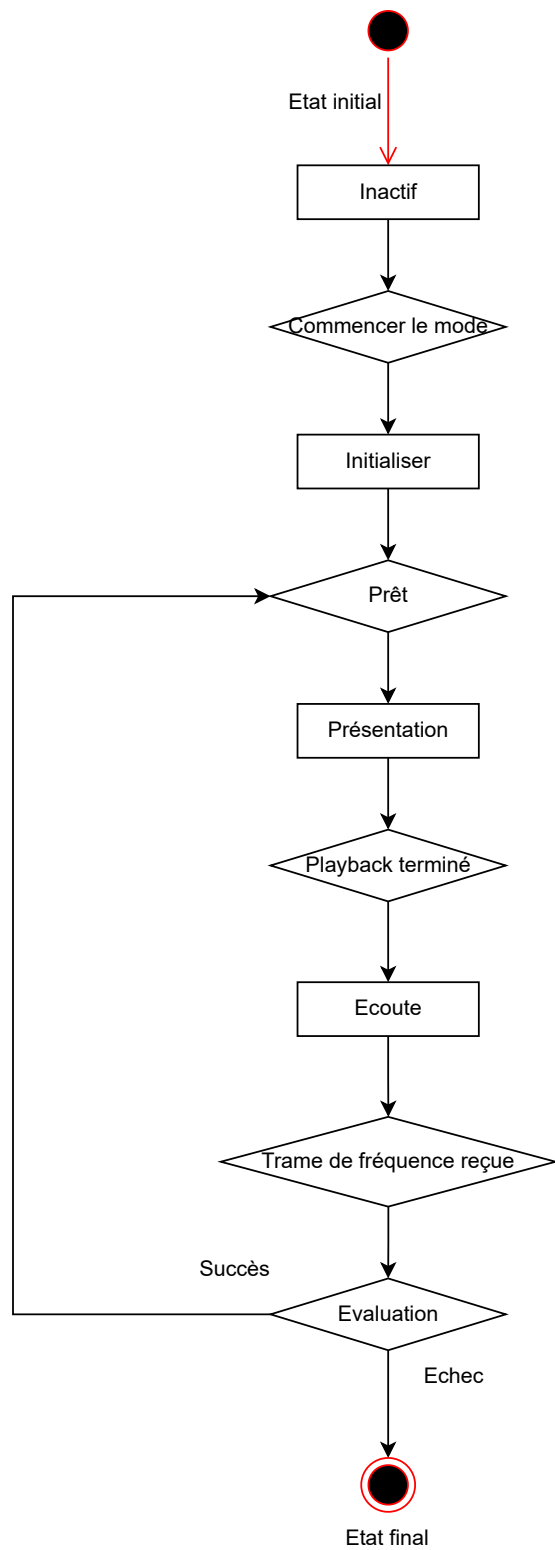 Etat initial
Inactif
Commencer le mode
Initialiser
Prêt
Présentation
Playback terminé
Ecoute
Trame de fréquence reçue
Succès
Evaluation
Echec
Etat final